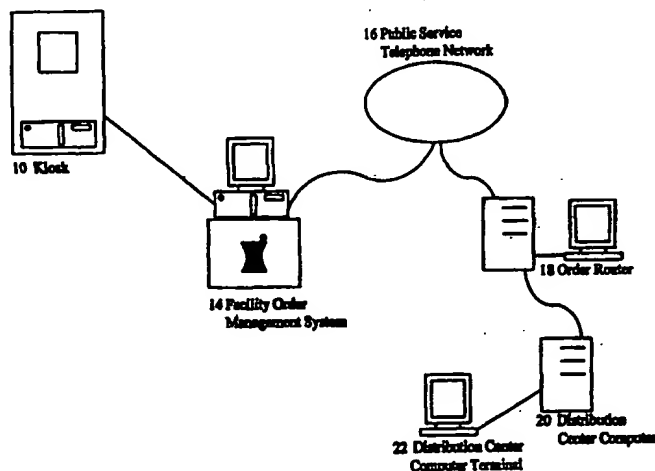 16 Public Service
Telephone Network
10 Kiosk
14 Facility Order
Management System
18 Order Router
20 Distribution
Center Computer
22 Distribution Center
Computer Terminal